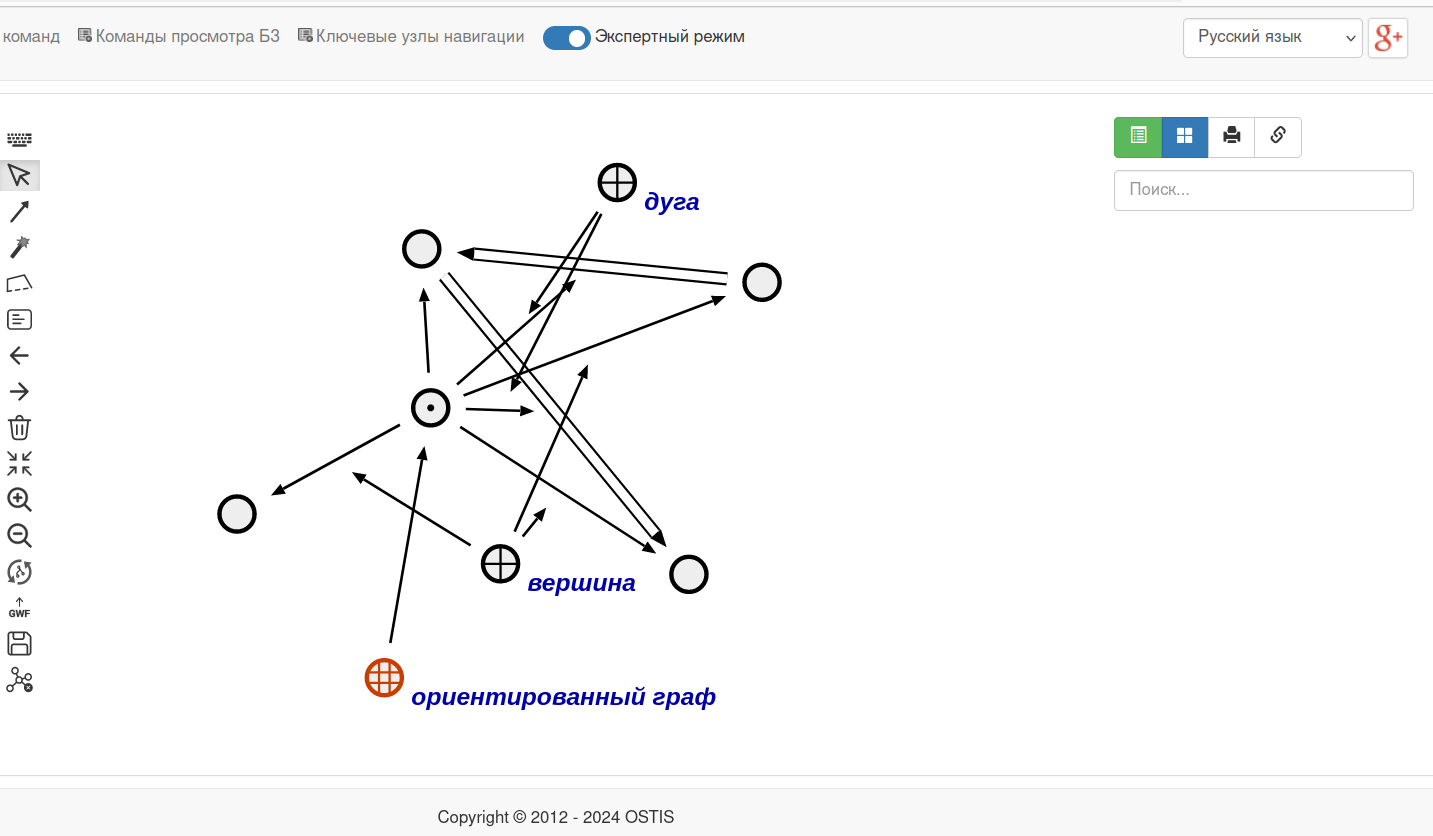 команд Команды просмотра БЗ Ключевые узлы навигации Экспертный режим Русский язык g+
Поиск...
дуга
вершина
ориентированный граф
GWF
Copyright © 2012 - 2024 OSTIS